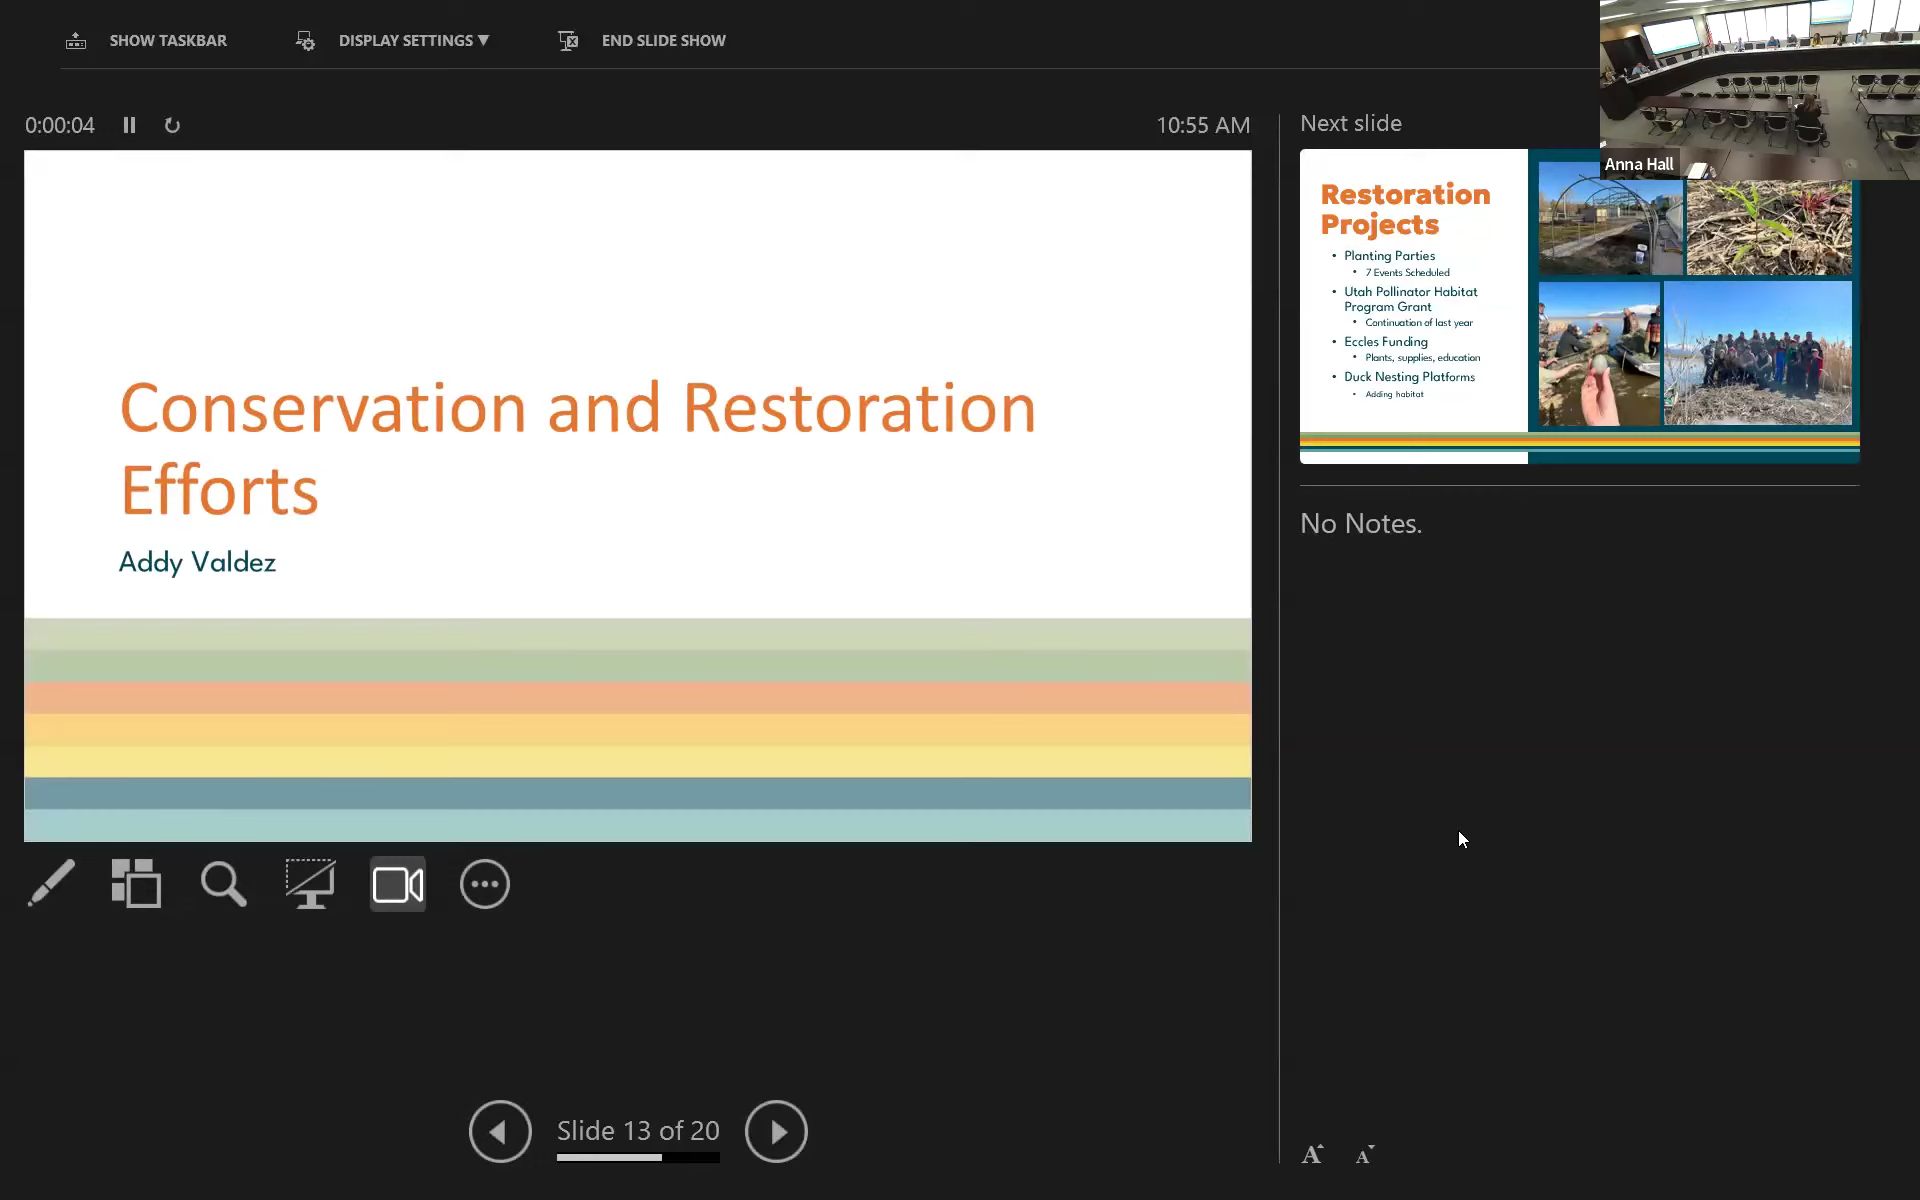 SHOW TASKBAR
DISPLAY SETTINGS ▼
END SLIDE SHOW
0:00:04
10:55 AM
Conservation and Restoration
Efforts
Addy Valdez
Slide 13 of 20
Next slide
Anna Hall
Restoration
Projects
• Planting Parties
• 7 Events Scheduled
• Utah Pollinator Habitat
Program Grant
• Continuation of last year
• Eccles Funding
• Plants, supplies, education
• Duck Nesting Platforms
• Adding habitat
No Notes.
A A